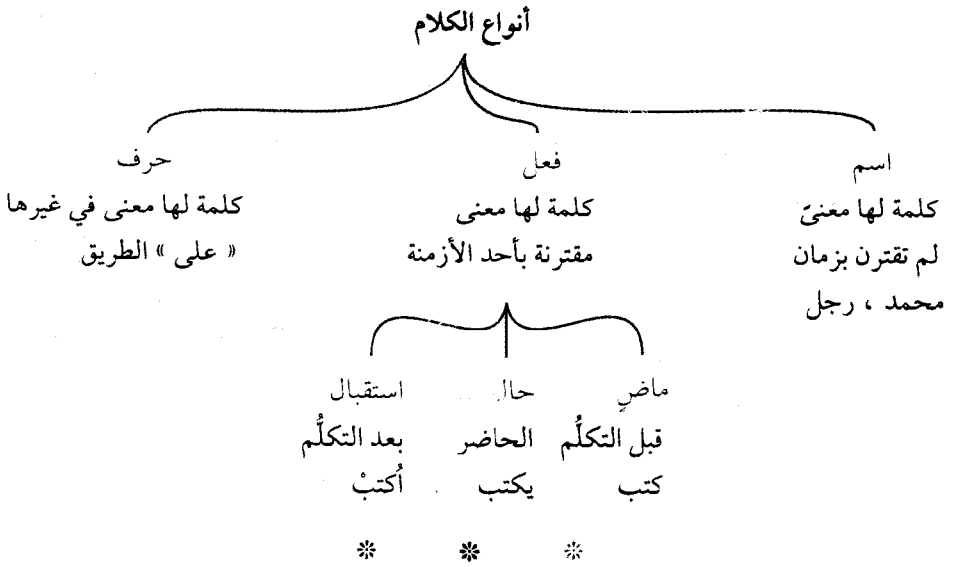 أنواع الكلام
اسم
كلمة لها معنىً
لم تقترن بزمان
محمد ، رجل
فعل
كلمة لها معنى
مقترنة بأحد الأزمنة
حرف
كلمة لها معنى في غيرها
« على » الطريق
ماضٍ
قبل التكلُّم
كتب
حال
الحاضر
يكتب
استقبال
بعد التكلُّم
أُكتبْ